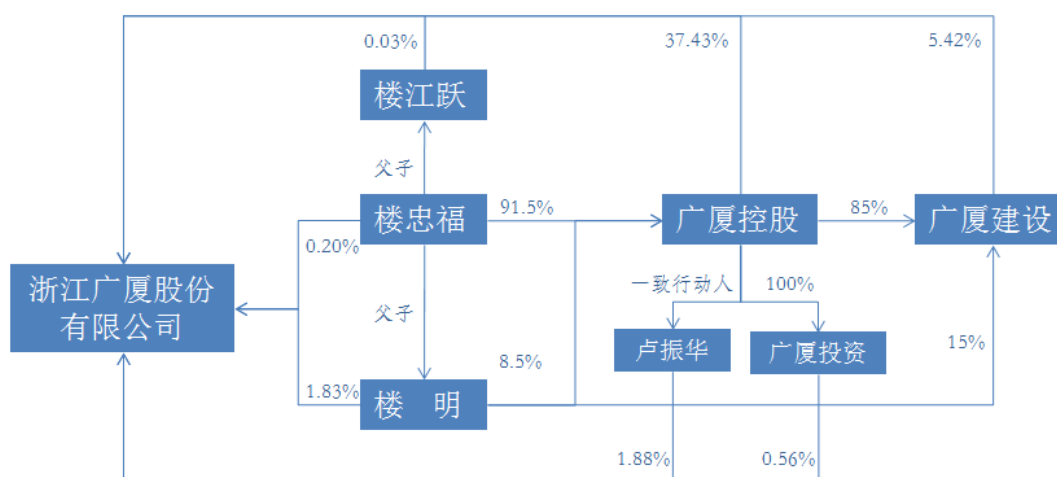 0.03%
37.43%
5.42%
楼江跃
父子
楼忠福
91.5%
广厦控股
85%
广厦建设
0.20%
浙江广厦股份
有限公司
一致行动人
100%
父子
卢振华
广厦投资
15%
8.5%
1.83%
楼 明
1.88%
0.56%